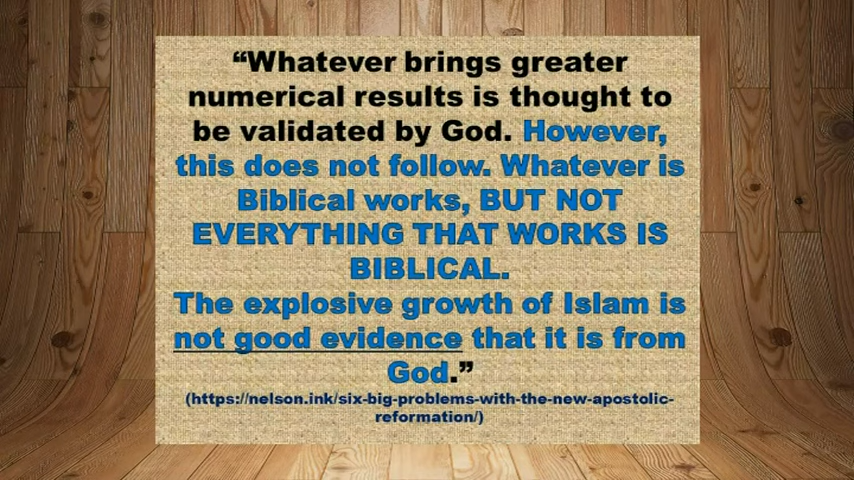 “Whatever brings greater
numerical results is thought to
be validated by God. However,
this does not follow. Whatever is
Biblical works, BUT NOT
EVERYTHING THAT WORKS IS
BIBLICAL.
The explosive growth of Islam is
not good evidence that it is from
God.”
(https://nelson.ink/six-big-problems-with-the-new-apostolic-
reformation/)